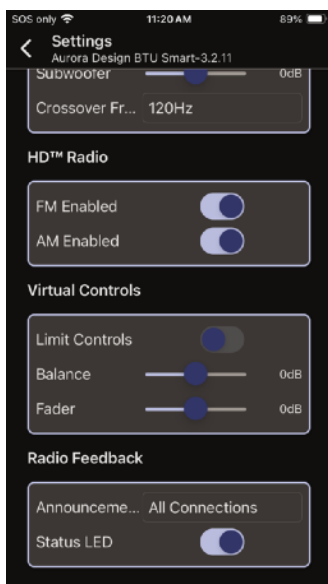 SOS only 11:20 AM 89%
Settings
Aurora Design BTU Smart-3.2.11
Subwoofer 0dB
Crossover Fr... 120Hz
HD™ Radio
FM Enabled
AM Enabled
Virtual Controls
Limit Controls
Balance 0dB
Fader 0dB
Radio Feedback
Announceme... All Connections
Status LED